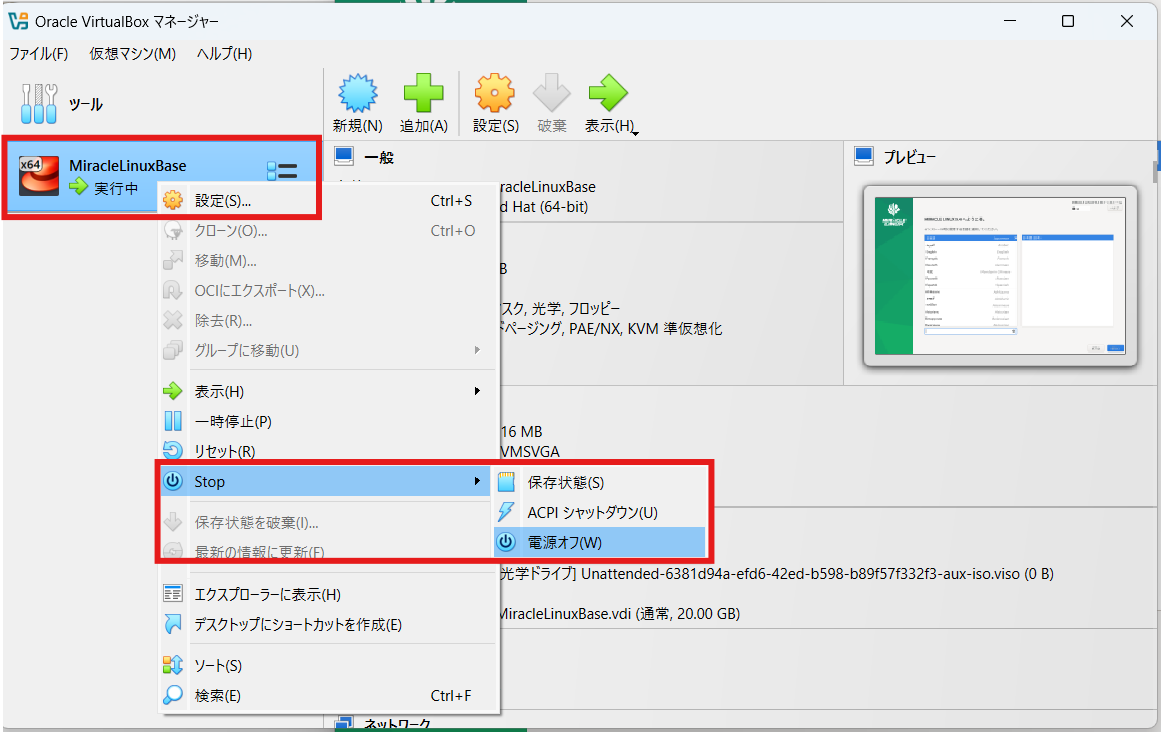 Oracle VirtualBox マネージャー
ファイル(F) 仮想マシン(M) ヘルプ(H)
ツール
新規(N) 追加(A) 設定(S) 破棄 表示(H)
x64
MiracleLinuxBase
実行中
一般
プレビュー
racleLinuxBase
d Hat (64-bit)
設定(S)... Ctrl+S
クローン(O)... Ctrl+O
移動(M)...
OCIにエクスポート(X)...
除去(R)...
グループに移動(U)
B
スク, 光学, フロッピー
ページング, PAE/NX, KVM 準仮想化
表示(H)
一時停止(P)
リセット(R)
16 MB
VMSVGA
Stop
保存状態(S)
ACPI シャットダウン(U)
電源オフ(W)
保存状態を破棄(I)...
最新の情報に更新(F)
光学ドライブ] Unattended-6381d94a-efd6-42ed-b598-b89f57f332f3-aux-iso.viso (0 B)
エクスプローラーに表示(H)
MiracleLinuxBase.vdi (通常, 20.00 GB)
デスクトップにショートカットを作成(E)
ソート(S)
検索(E) Ctrl+F
ネットワーク